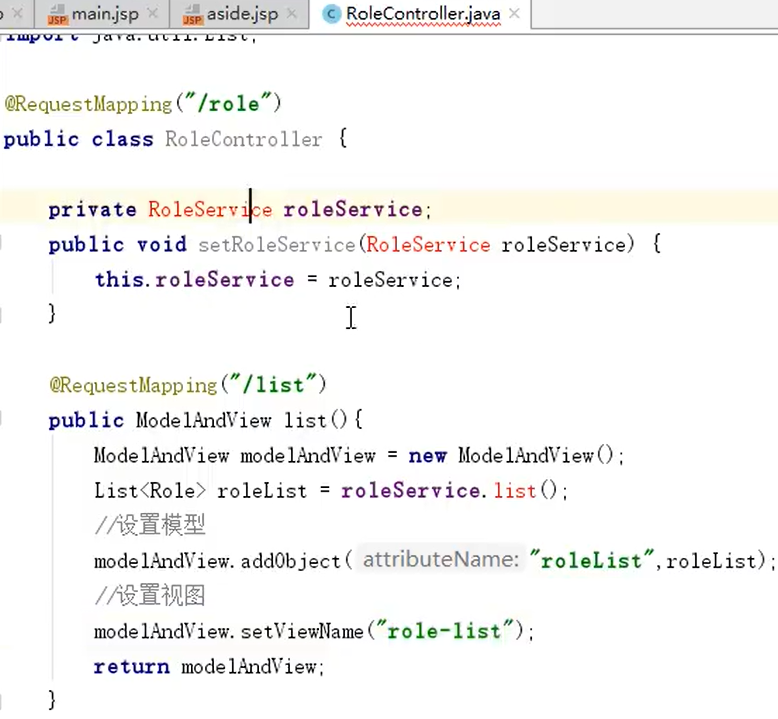 main.jsp aside.jsp RoleController.java
import java.util.List;
@RequestMapping("/role")
public class RoleController {
private RoleService roleService;
public void setRoleService(RoleService roleService) {
this.roleService = roleService;
}
@RequestMapping("/list")
public ModelAndView list(){
ModelAndView modelAndView = new ModelAndView();
List<Role> roleList = roleService.list();
//设置模型
modelAndView.addObject( attributeName: "roleList",roleList);
//设置视图
modelAndView.setViewName("role-list");
return modelAndView;
}